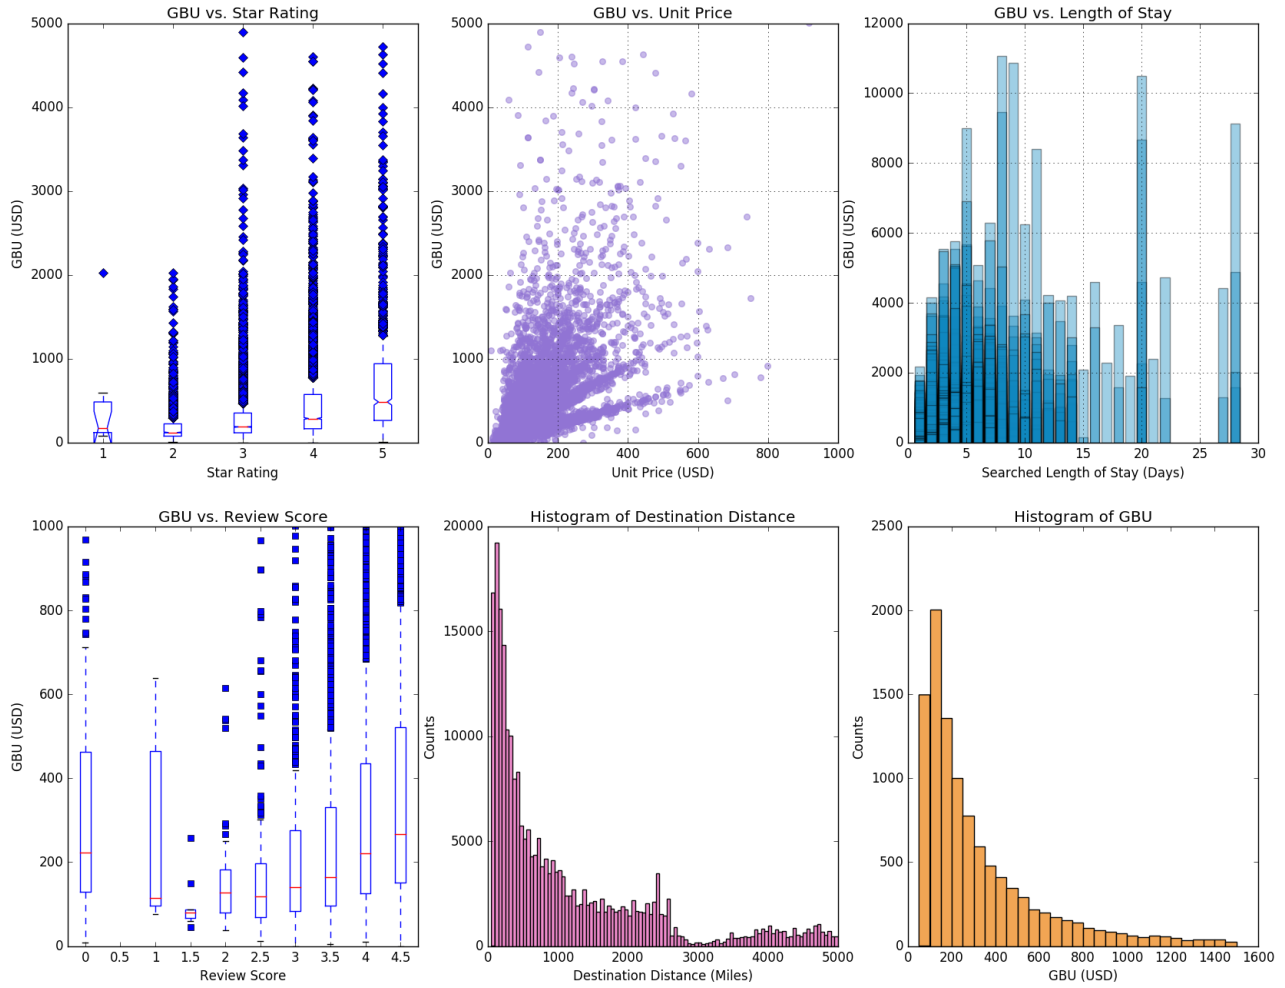 GBU vs. Star Rating
5000
4000
3000
2000
1000
0
GBU (USD)
1 2 3 4 5
Star Rating
GBU vs. Unit Price
5000
4000
3000
2000
1000
0
GBU (USD)
0 200 400 600 800 1000
Unit Price (USD)
GBU vs. Length of Stay
12000
10000
8000
6000
4000
2000
0
GBU (USD)
5 10 15 20 25 30
Searched Length of Stay (Days)
GBU vs. Review Score
1000
800
600
400
200
0
GBU (USD)
0 0.5 1 1.5 2 2.5 3 3.5 4 4.5
Review Score
Histogram of Destination Distance
20000
15000
10000
5000
0
Counts
1000 2000 3000 4000 5000
Destination Distance (Miles)
Histogram of GBU
2500
2000
1500
1000
500
0
Counts
200 400 600 800 1000 1200 1400 1600
GBU (USD)